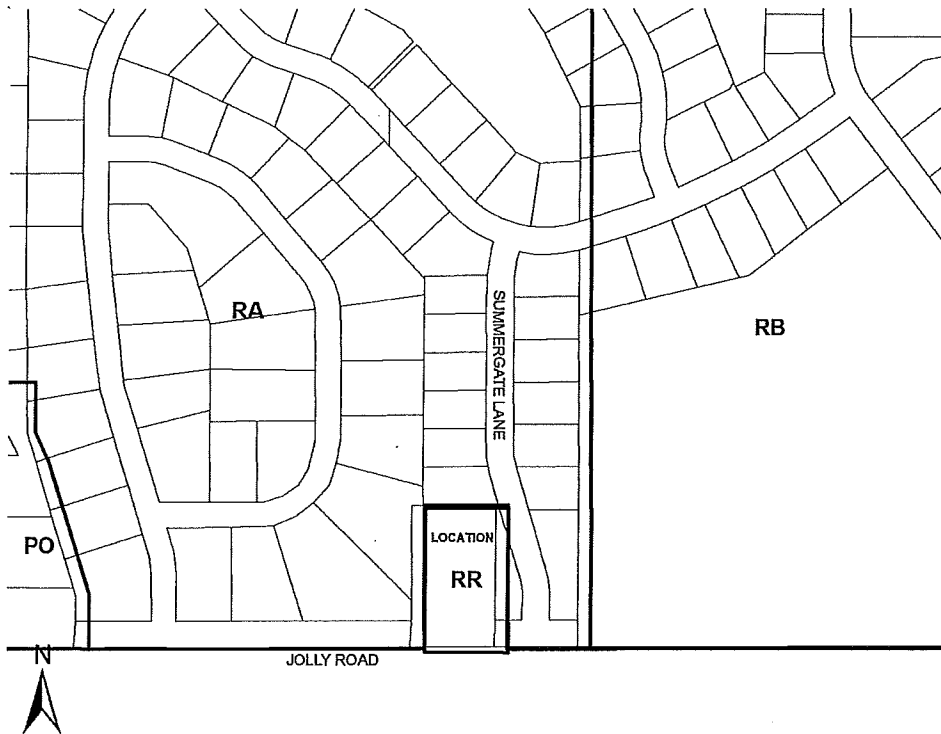 RA
RB
SUMMERGATE LANE
PO
LOCATION
RR
N
JOLLY ROAD